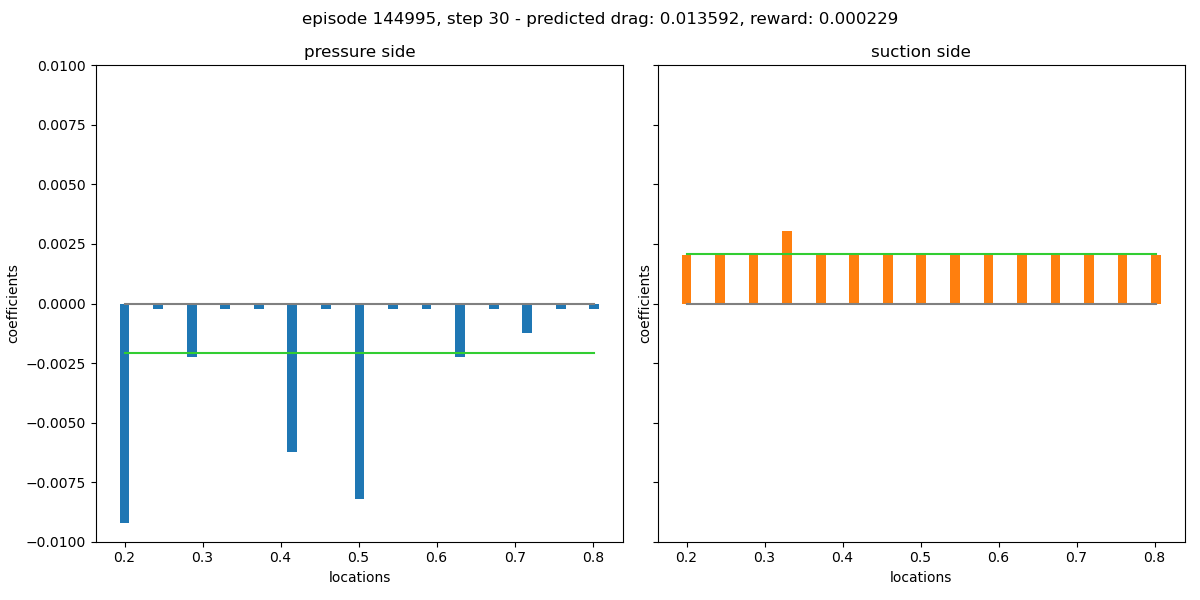 episode 144995, step 30 - predicted drag: 0.013592, reward: 0.000229
pressure side
suction side
0.0100
0.0075
0.0050
0.0025
0.0000
−0.0025
−0.0050
−0.0075
−0.0100
coefficients
coefficients
0.2 0.3 0.4 0.5 0.6 0.7 0.8
0.2 0.3 0.4 0.5 0.6 0.7 0.8
locations
locations